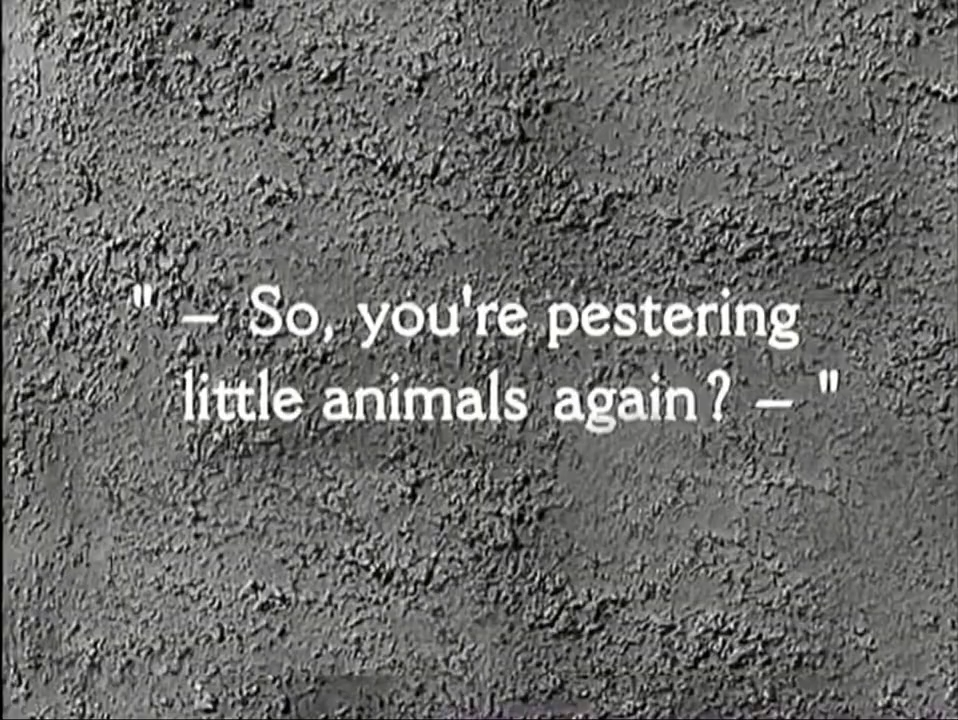 " – So, you're pestering
little animals again? – "